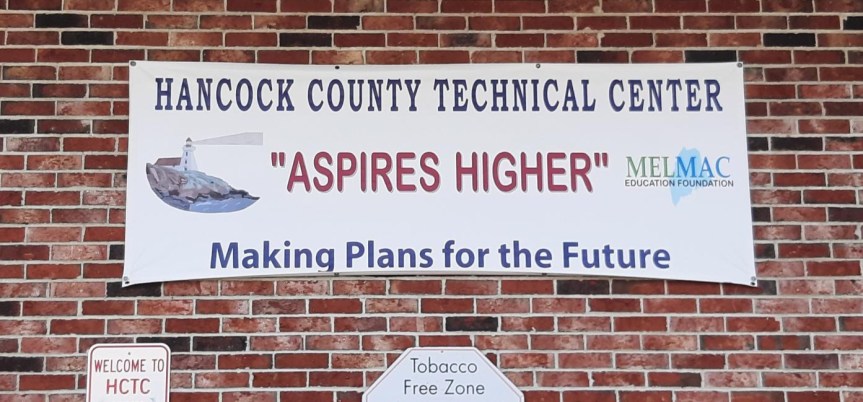 HANCOCK COUNTY TECHNICAL CENTER
"ASPIRES HIGHER"
MELMAC
EDUCATION FOUNDATION
Making Plans for the Future
WELCOME TO
HCTC
Tobacco
Free Zone